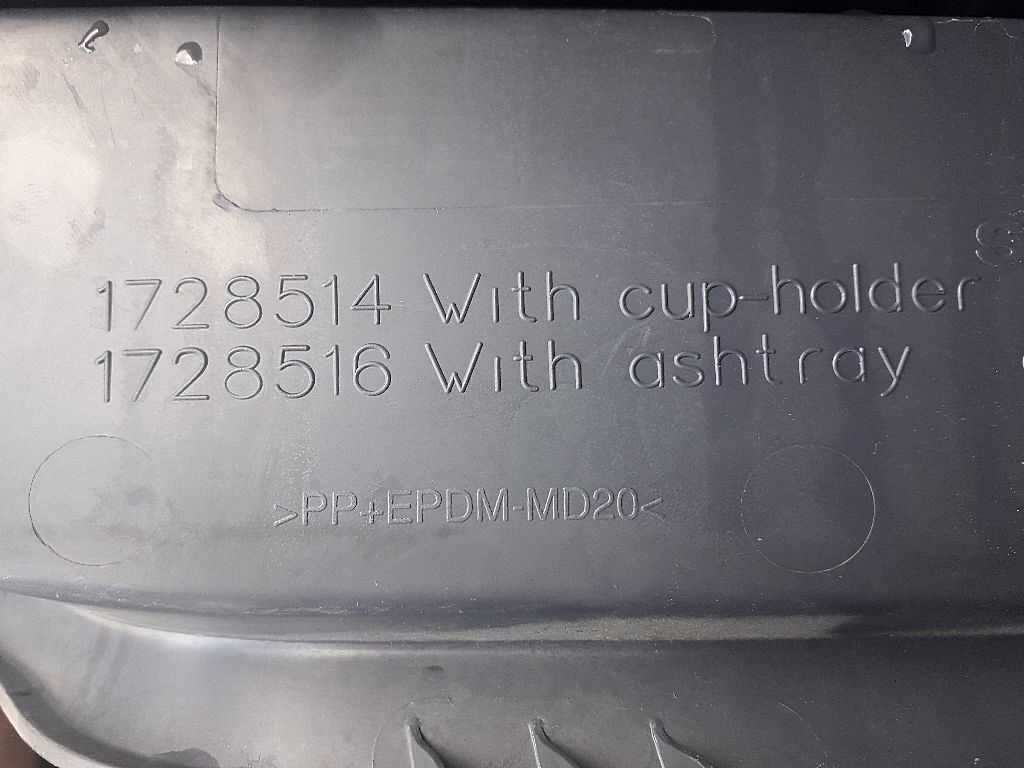 1728514 With cup-holder
1728516 With ashtray
>PP+EPDM-MD20<